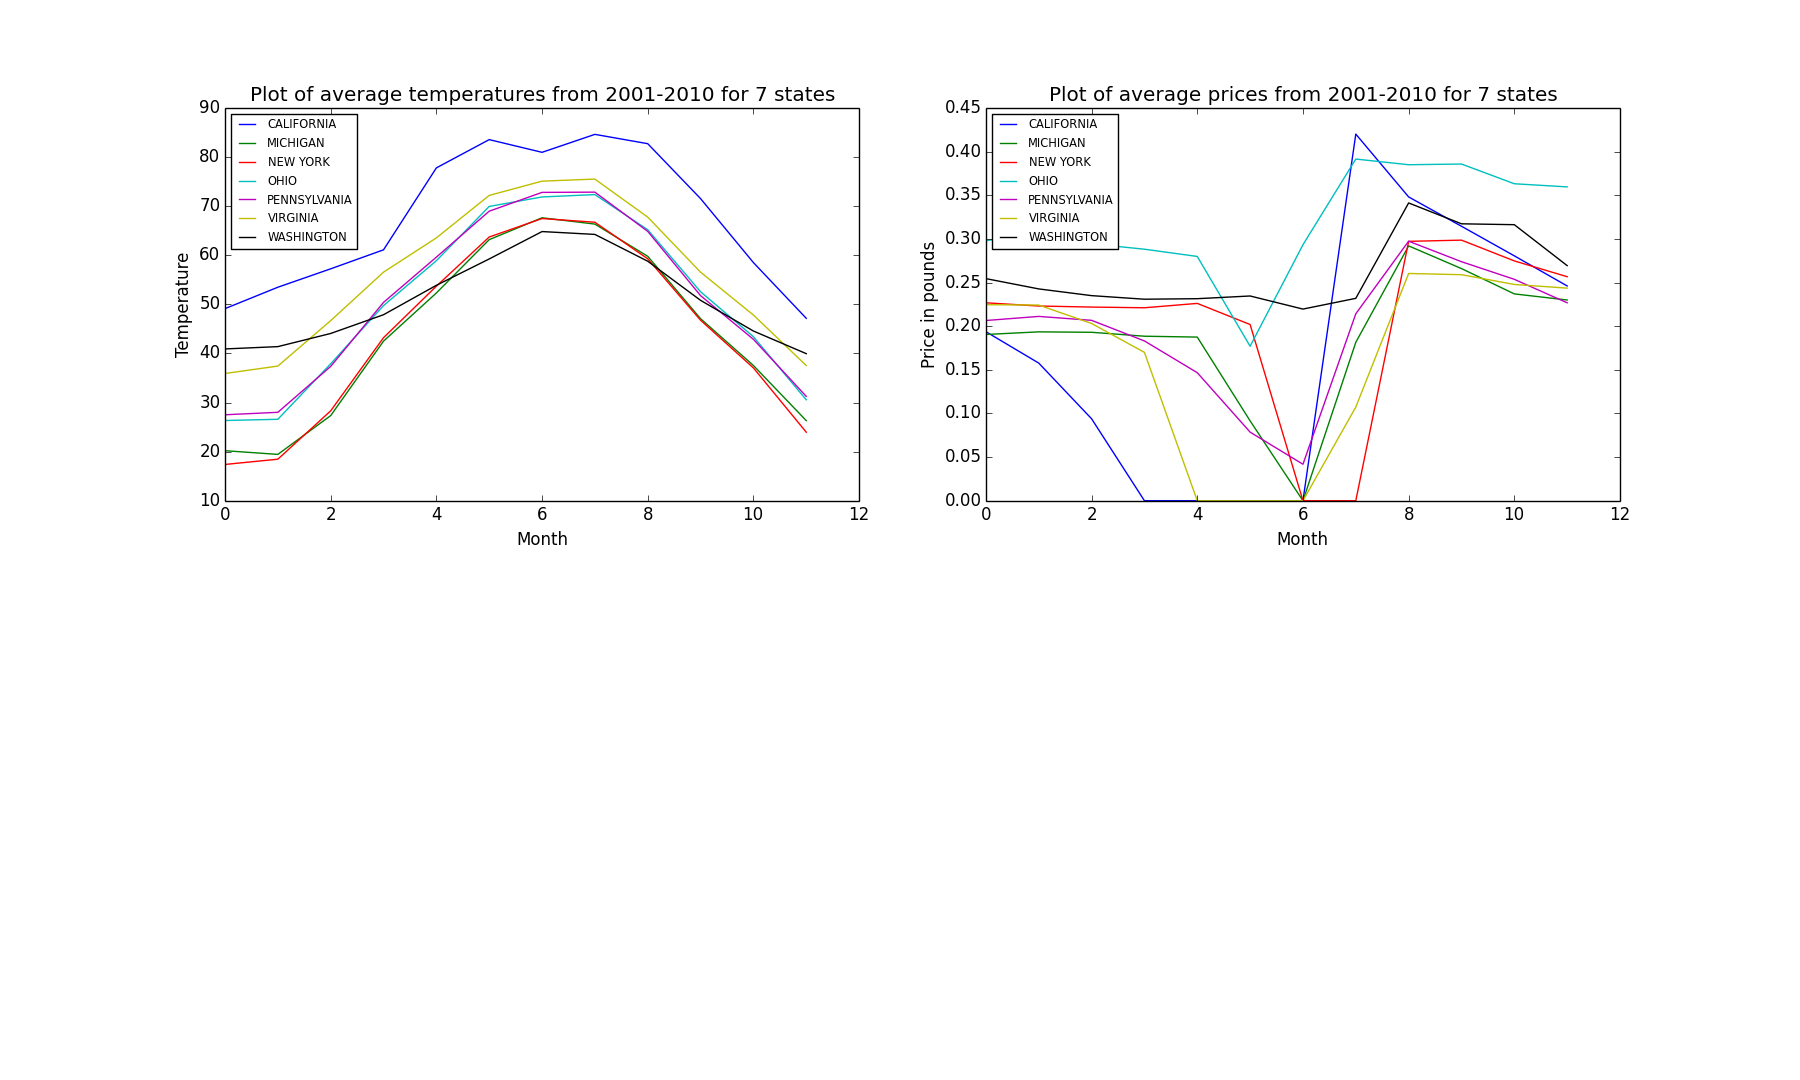 Plot of average temperatures from 2001-2010 for 7 states
90
80
70
60
50
40
30
20
10
Temperature
CALIFORNIA
MICHIGAN
NEW YORK
OHIO
PENNSYLVANIA
VIRGINIA
WASHINGTON
0 2 4 6 8 10 12
Month
Plot of average prices from 2001-2010 for 7 states
0.45
0.40
0.35
0.30
0.25
0.20
0.15
0.10
0.05
0.00
Price in pounds
CALIFORNIA
MICHIGAN
NEW YORK
OHIO
PENNSYLVANIA
VIRGINIA
WASHINGTON
0 2 4 6 8 10 12
Month